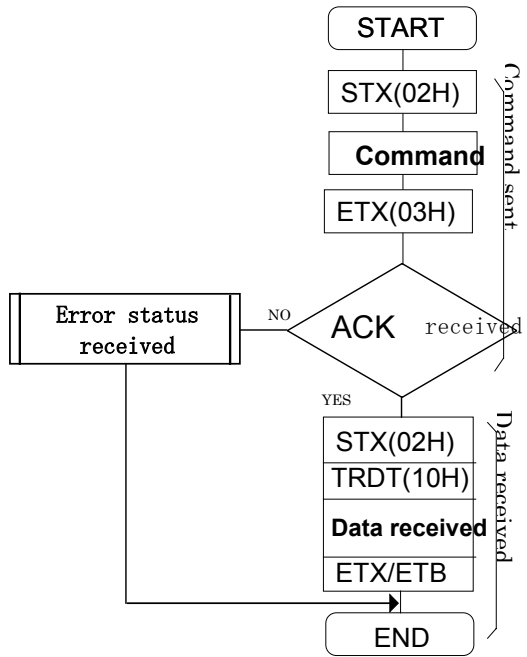 START
STX(02H)
Command
ETX(03H)
Command sent
ACK received
NO
Error status
received
YES
STX(02H)
TRDT(10H)
Data received
ETX/ETB
Data received
END